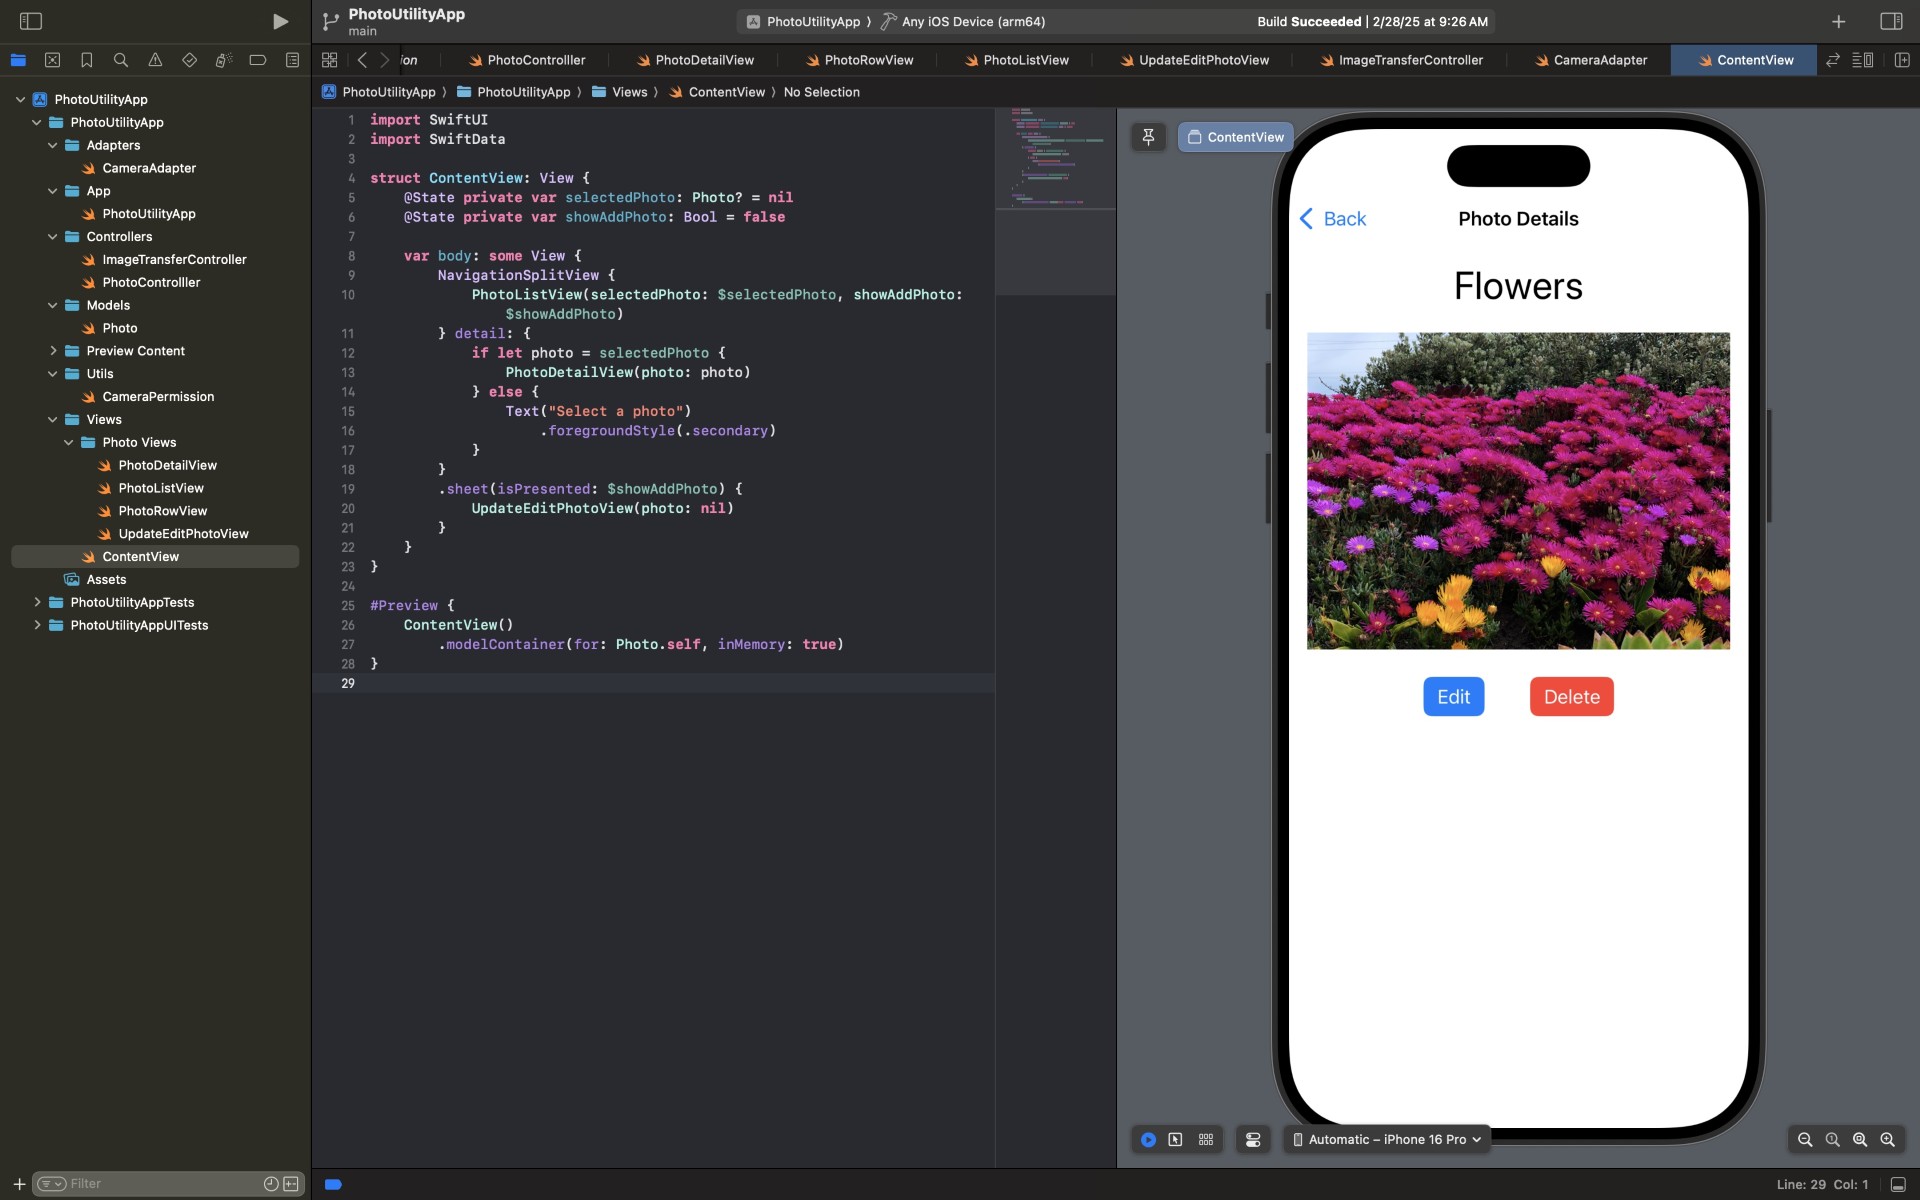 PhotoUtilityApp
main
PhotoUtilityApp ⟩ Any iOS Device (arm64)
Build Succeeded | 2/28/25 at 9:26 AM
ion
PhotoControlller
PhotoDetailView
PhotoRowView
PhotoListView
UpdateEditPhotoView
ImageTransferController
CameraAdapter
ContentView
PhotoUtilityApp ⟩ PhotoUtilityApp ⟩ Views ⟩ ContentView ⟩ No Selection
PhotoUtilityApp
PhotoUtilityApp
Adapters
CameraAdapter
App
PhotoUtilityApp
Controllers
ImageTransferController
PhotoControlller
Models
Photo
Preview Content
Utils
CameraPermission
Views
Photo Views
PhotoDetailView
PhotoListView
PhotoRowView
UpdateEditPhotoView
ContentView
Assets
PhotoUtilityAppTests
PhotoUtilityAppUITests
Filter
1 import SwiftUI
2 import SwiftData
3
4 struct ContentView: View {
5 @State private var selectedPhoto: Photo? = nil
6 @State private var showAddPhoto: Bool = false
7
8 var body: some View {
9 NavigationSplitView {
10 PhotoListView(selectedPhoto: $selectedPhoto, showAddPhoto:
$showAddPhoto)
11 } detail: {
12 if let photo = selectedPhoto {
13 PhotoDetailView(photo: photo)
14 } else {
15 Text("Select a photo")
16 .foregroundStyle(.secondary)
17 }
18 }
19 .sheet(isPresented: $showAddPhoto) {
20 UpdateEditPhotoView(photo: nil)
21 }
22 }
23 }
24
25 #Preview {
26 ContentView()
27 .modelContainer(for: Photo.self, inMemory: true)
28 }
29
ContentView
Back
Photo Details
Flowers
Edit
Delete
Automatic – iPhone 16 Pro
Line: 29 Col: 1